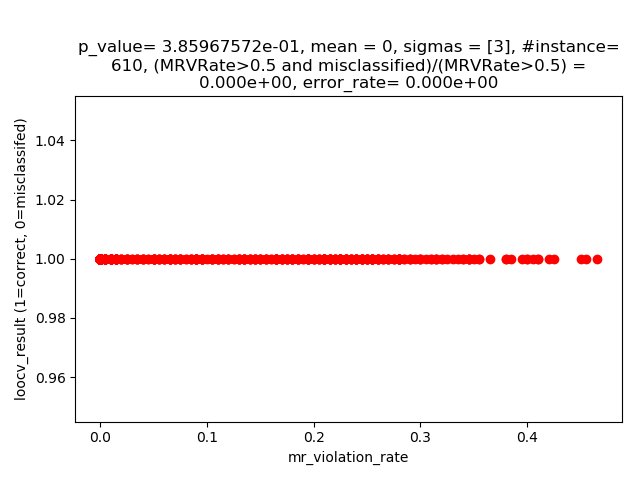 p_value= 3.85967572e-01, mean = 0, sigmas = [3], #instance=
610, (MRVRate>0.5 and misclassified)/(MRVRate>0.5) =
0.000e+00, error_rate= 0.000e+00
loocv_result (1=correct, 0=misclassifed)
1.04
1.02
1.00
0.98
0.96
0.0 0.1 0.2 0.3 0.4
mr_violation_rate